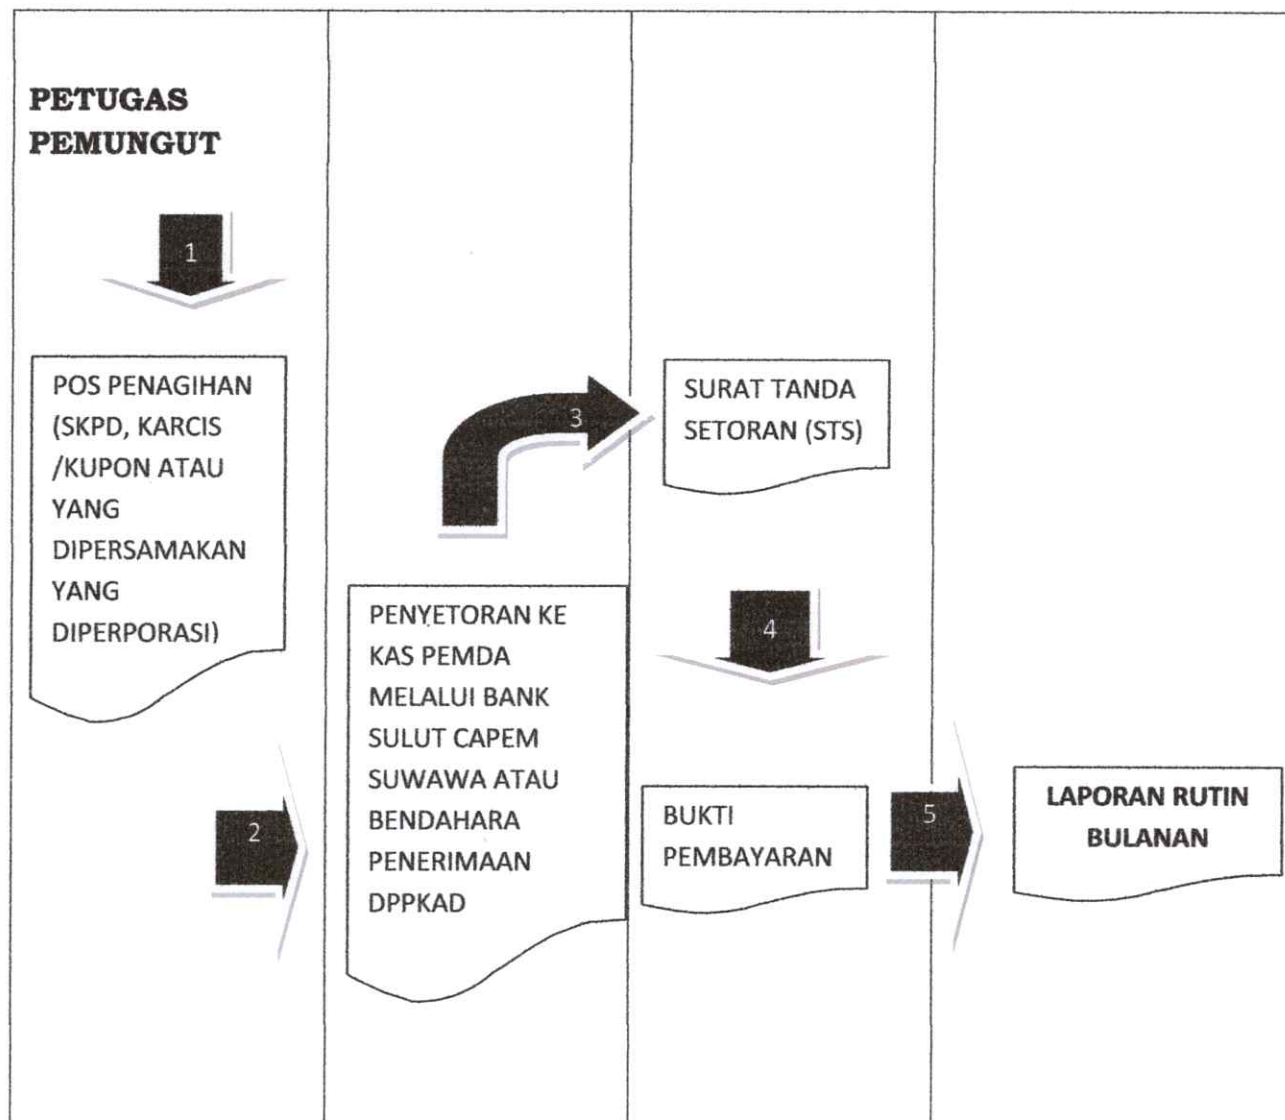 PETUGAS
PEMUNGUT
1
POS PENAGIHAN
(SKPD, KARCIS
/KUPON ATAU
YANG
DIPERSAMAKAN
YANG
DIPERPORASI)
2
PENYETORAN KE
KAS PEMDA
MELALUI BANK
SULUT CAPEM
SUWAWA ATAU
BENDAHARA
PENERIMAAN
DPPKAD
3
SURAT TANDA
SETORAN (STS)
4
BUKTI
PEMBAYARAN
5
LAPORAN RUTIN
BULANAN